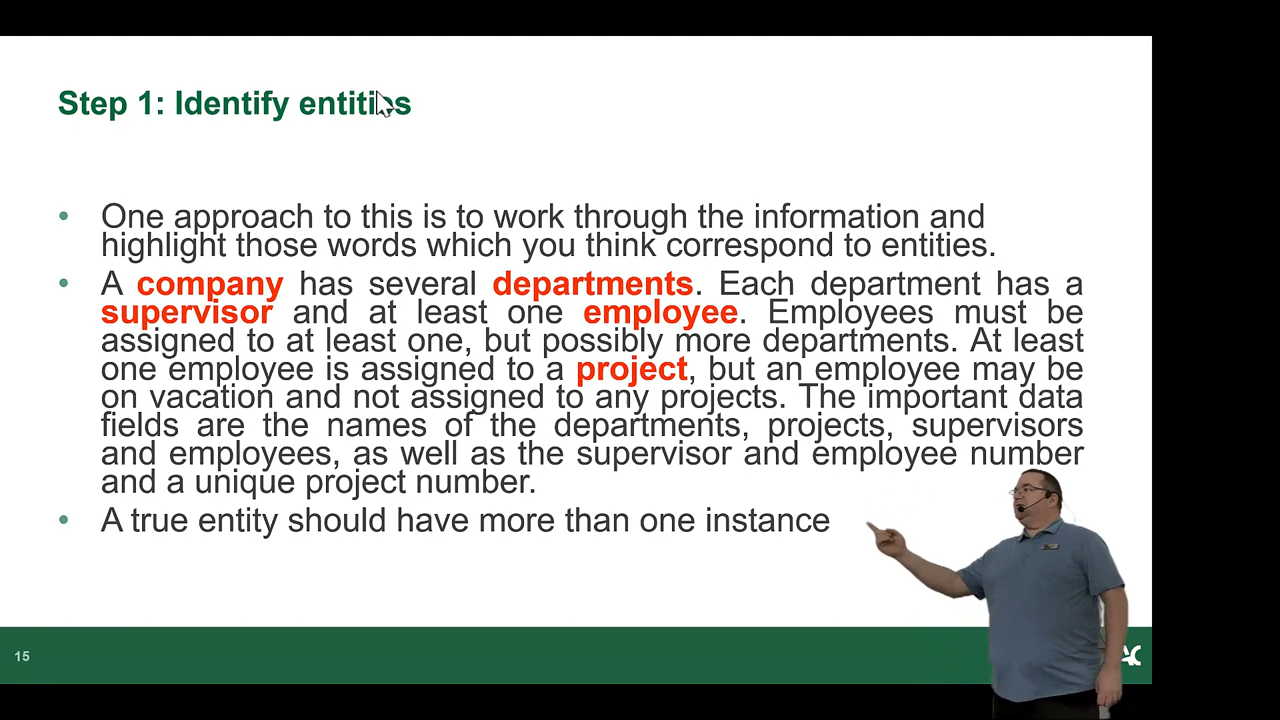 Step 1: Identify entities
• One approach to this is to work through the information and
highlight those words which you think correspond to entities.
• A company has several departments. Each department has a
supervisor and at least one employee. Employees must be
assigned to at least one, but possibly more departments. At least
one employee is assigned to a project, but an employee may be
on vacation and not assigned to any projects. The important data
fields are the names of the departments, projects, supervisors
and employees, as well as the supervisor and employee number
and a unique project number.
• A true entity should have more than one instance
15